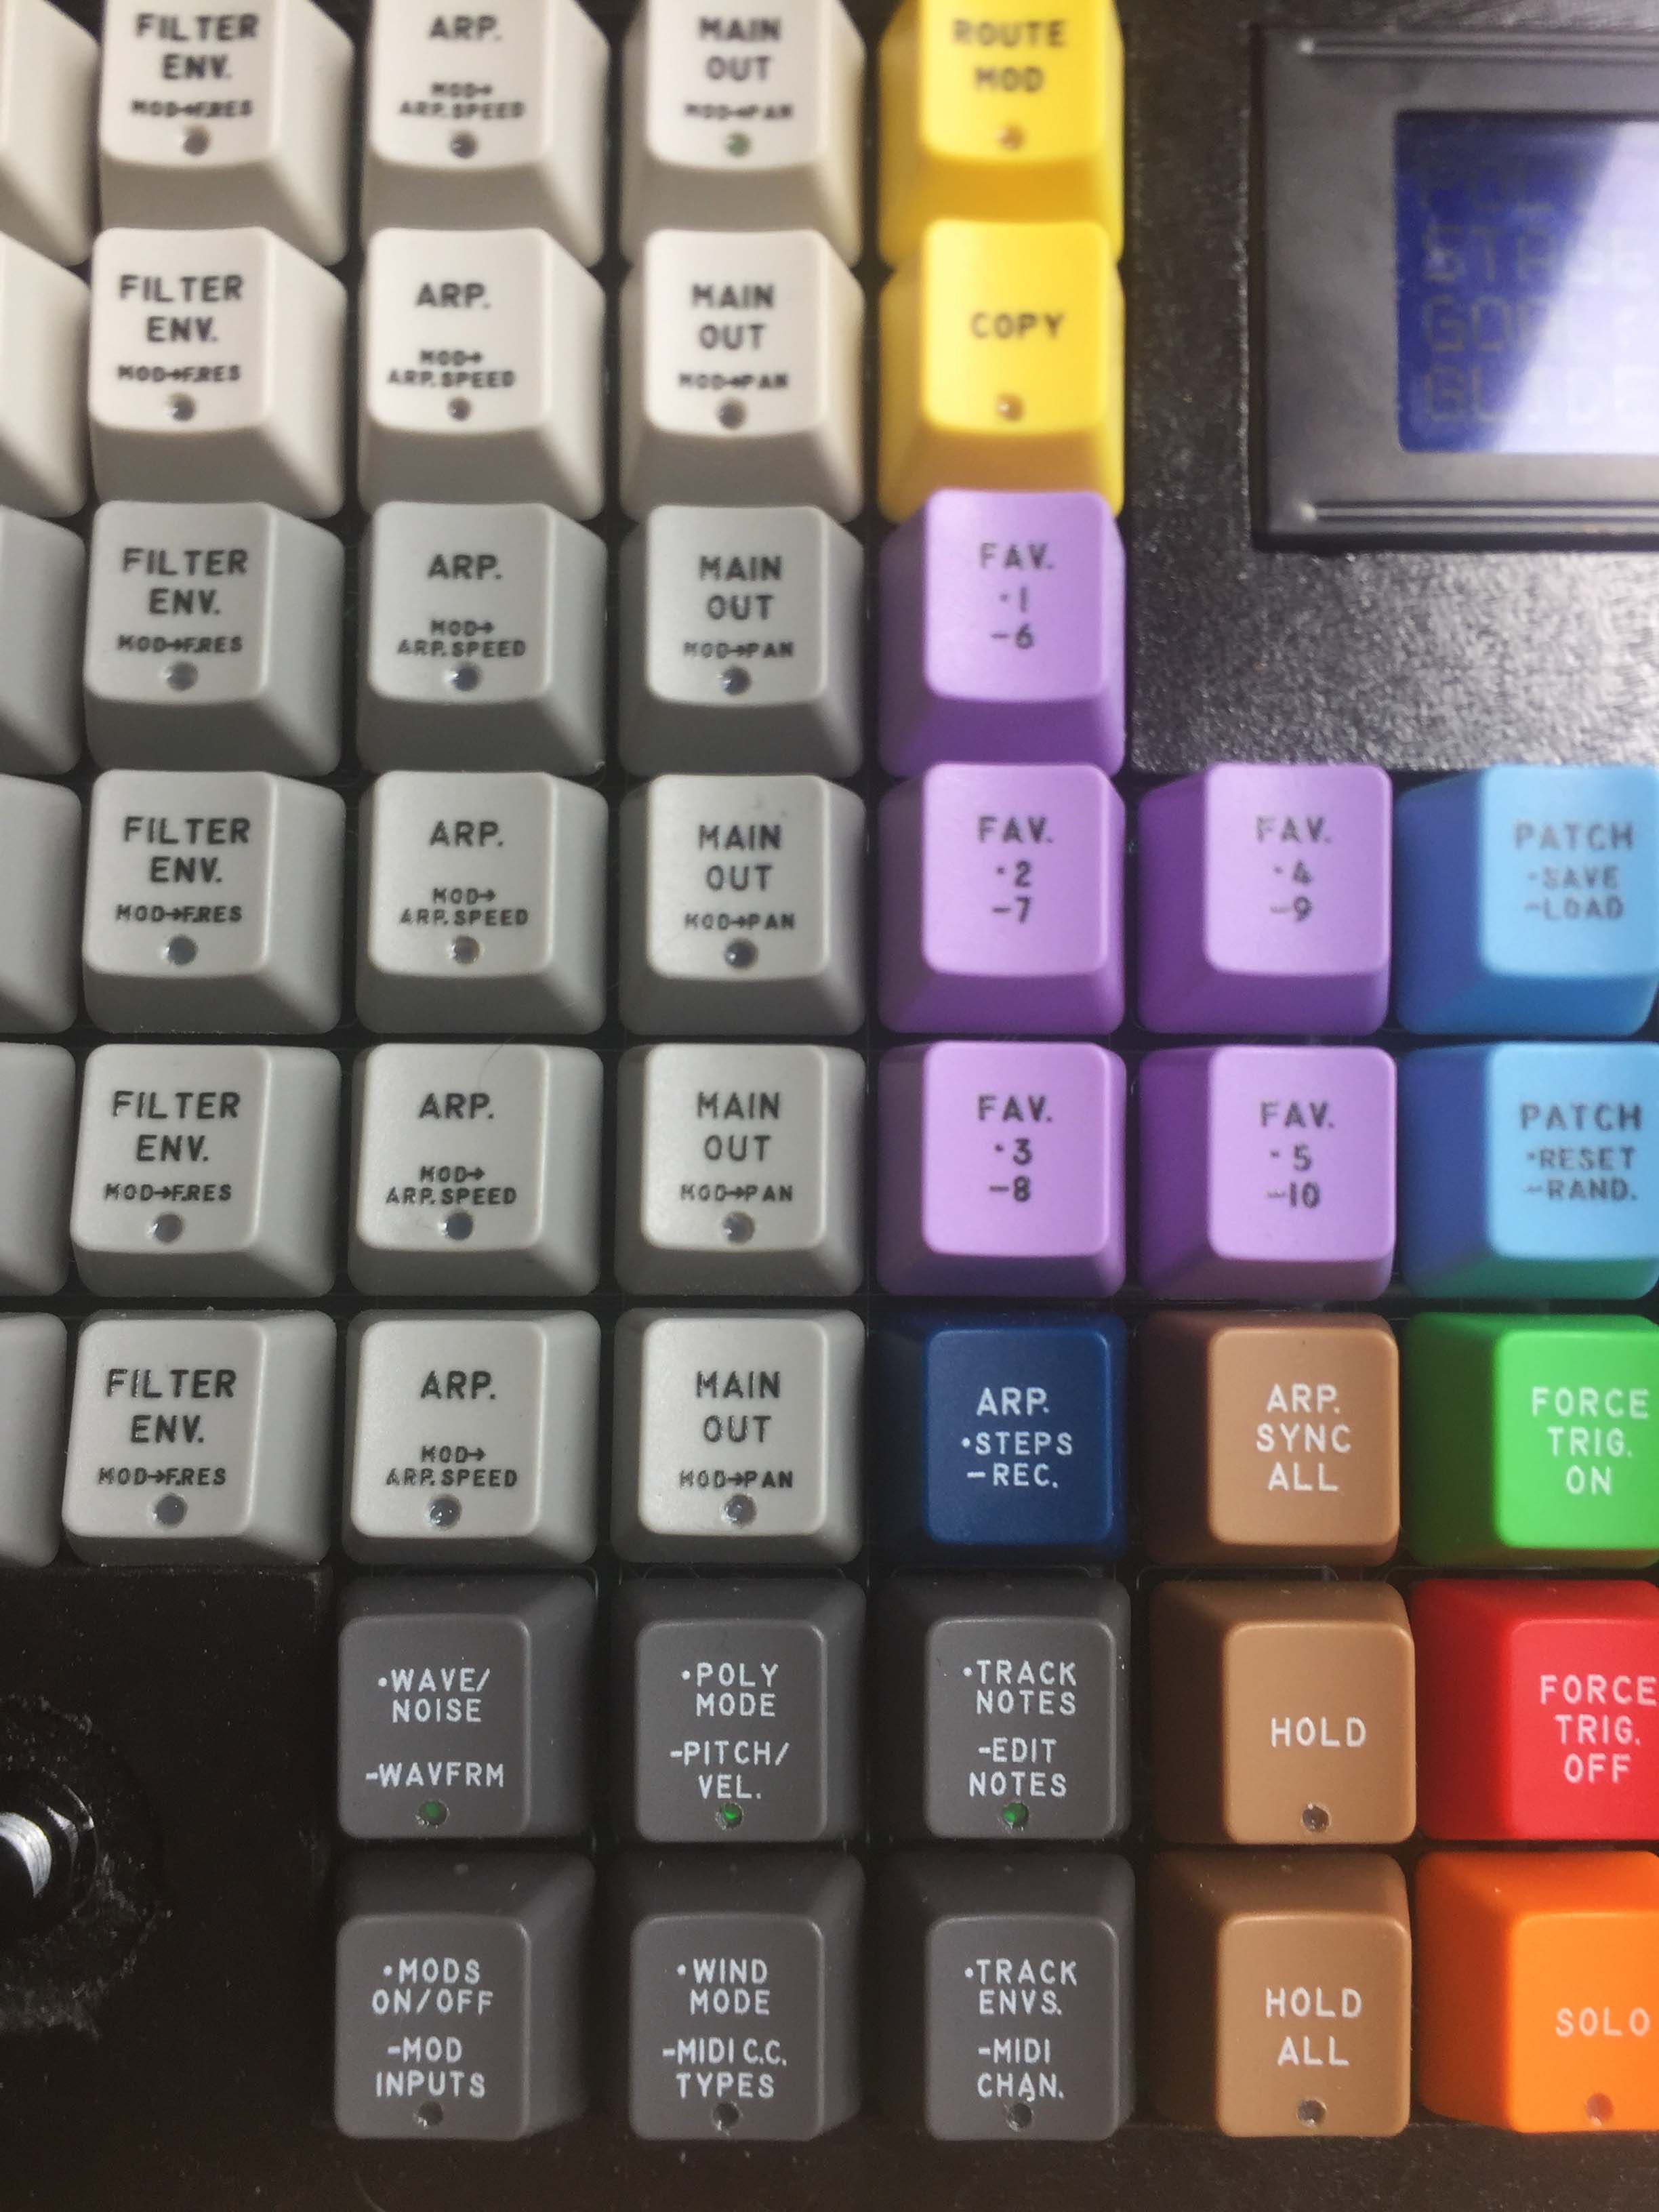 FILTER
ENV.
MOD→F.RES
ARP.
MOD→
ARP. SPEED
MAIN
OUT
MOD→PAN
ROUTE
MOD
FILTER
ENV.
MOD→F.RES
ARP.
MOD→
ARP. SPEED
MAIN
OUT
MOD→PAN
COPY
FILTER
ENV.
MOD→F.RES
ARP.
MOD→
ARP. SPEED
MAIN
OUT
MOD→PAN
FAV.
•1
–6
FILTER
ENV.
MOD→F.RES
ARP.
MOD→
ARP. SPEED
MAIN
OUT
MOD→PAN
FAV.
•2
–7
FAV.
•4
–9
PATCH
•SAVE
–LOAD
FILTER
ENV.
MOD→F.RES
ARP.
MOD→
ARP. SPEED
MAIN
OUT
MOD→PAN
FAV.
•3
–8
FAV.
•5
–10
PATCH
•RESET
–RAND.
FILTER
ENV.
MOD→F.RES
ARP.
MOD→
ARP. SPEED
MAIN
OUT
MOD→PAN
ARP.
•STEPS
–REC.
ARP.
SYNC
ALL
FORCE
TRIG.
ON
•WAVE/
NOISE
–WAVFRM
•POLY
MODE
–PITCH/
VEL.
•TRACK
NOTES
–EDIT
NOTES
HOLD
FORCE
TRIG.
OFF
•MODS
ON/OFF
–MOD
INPUTS
•WIND
MODE
–MIDI C.C.
TYPES
•TRACK
ENVS.
–MIDI
CHAN.
HOLD
ALL
SOLO